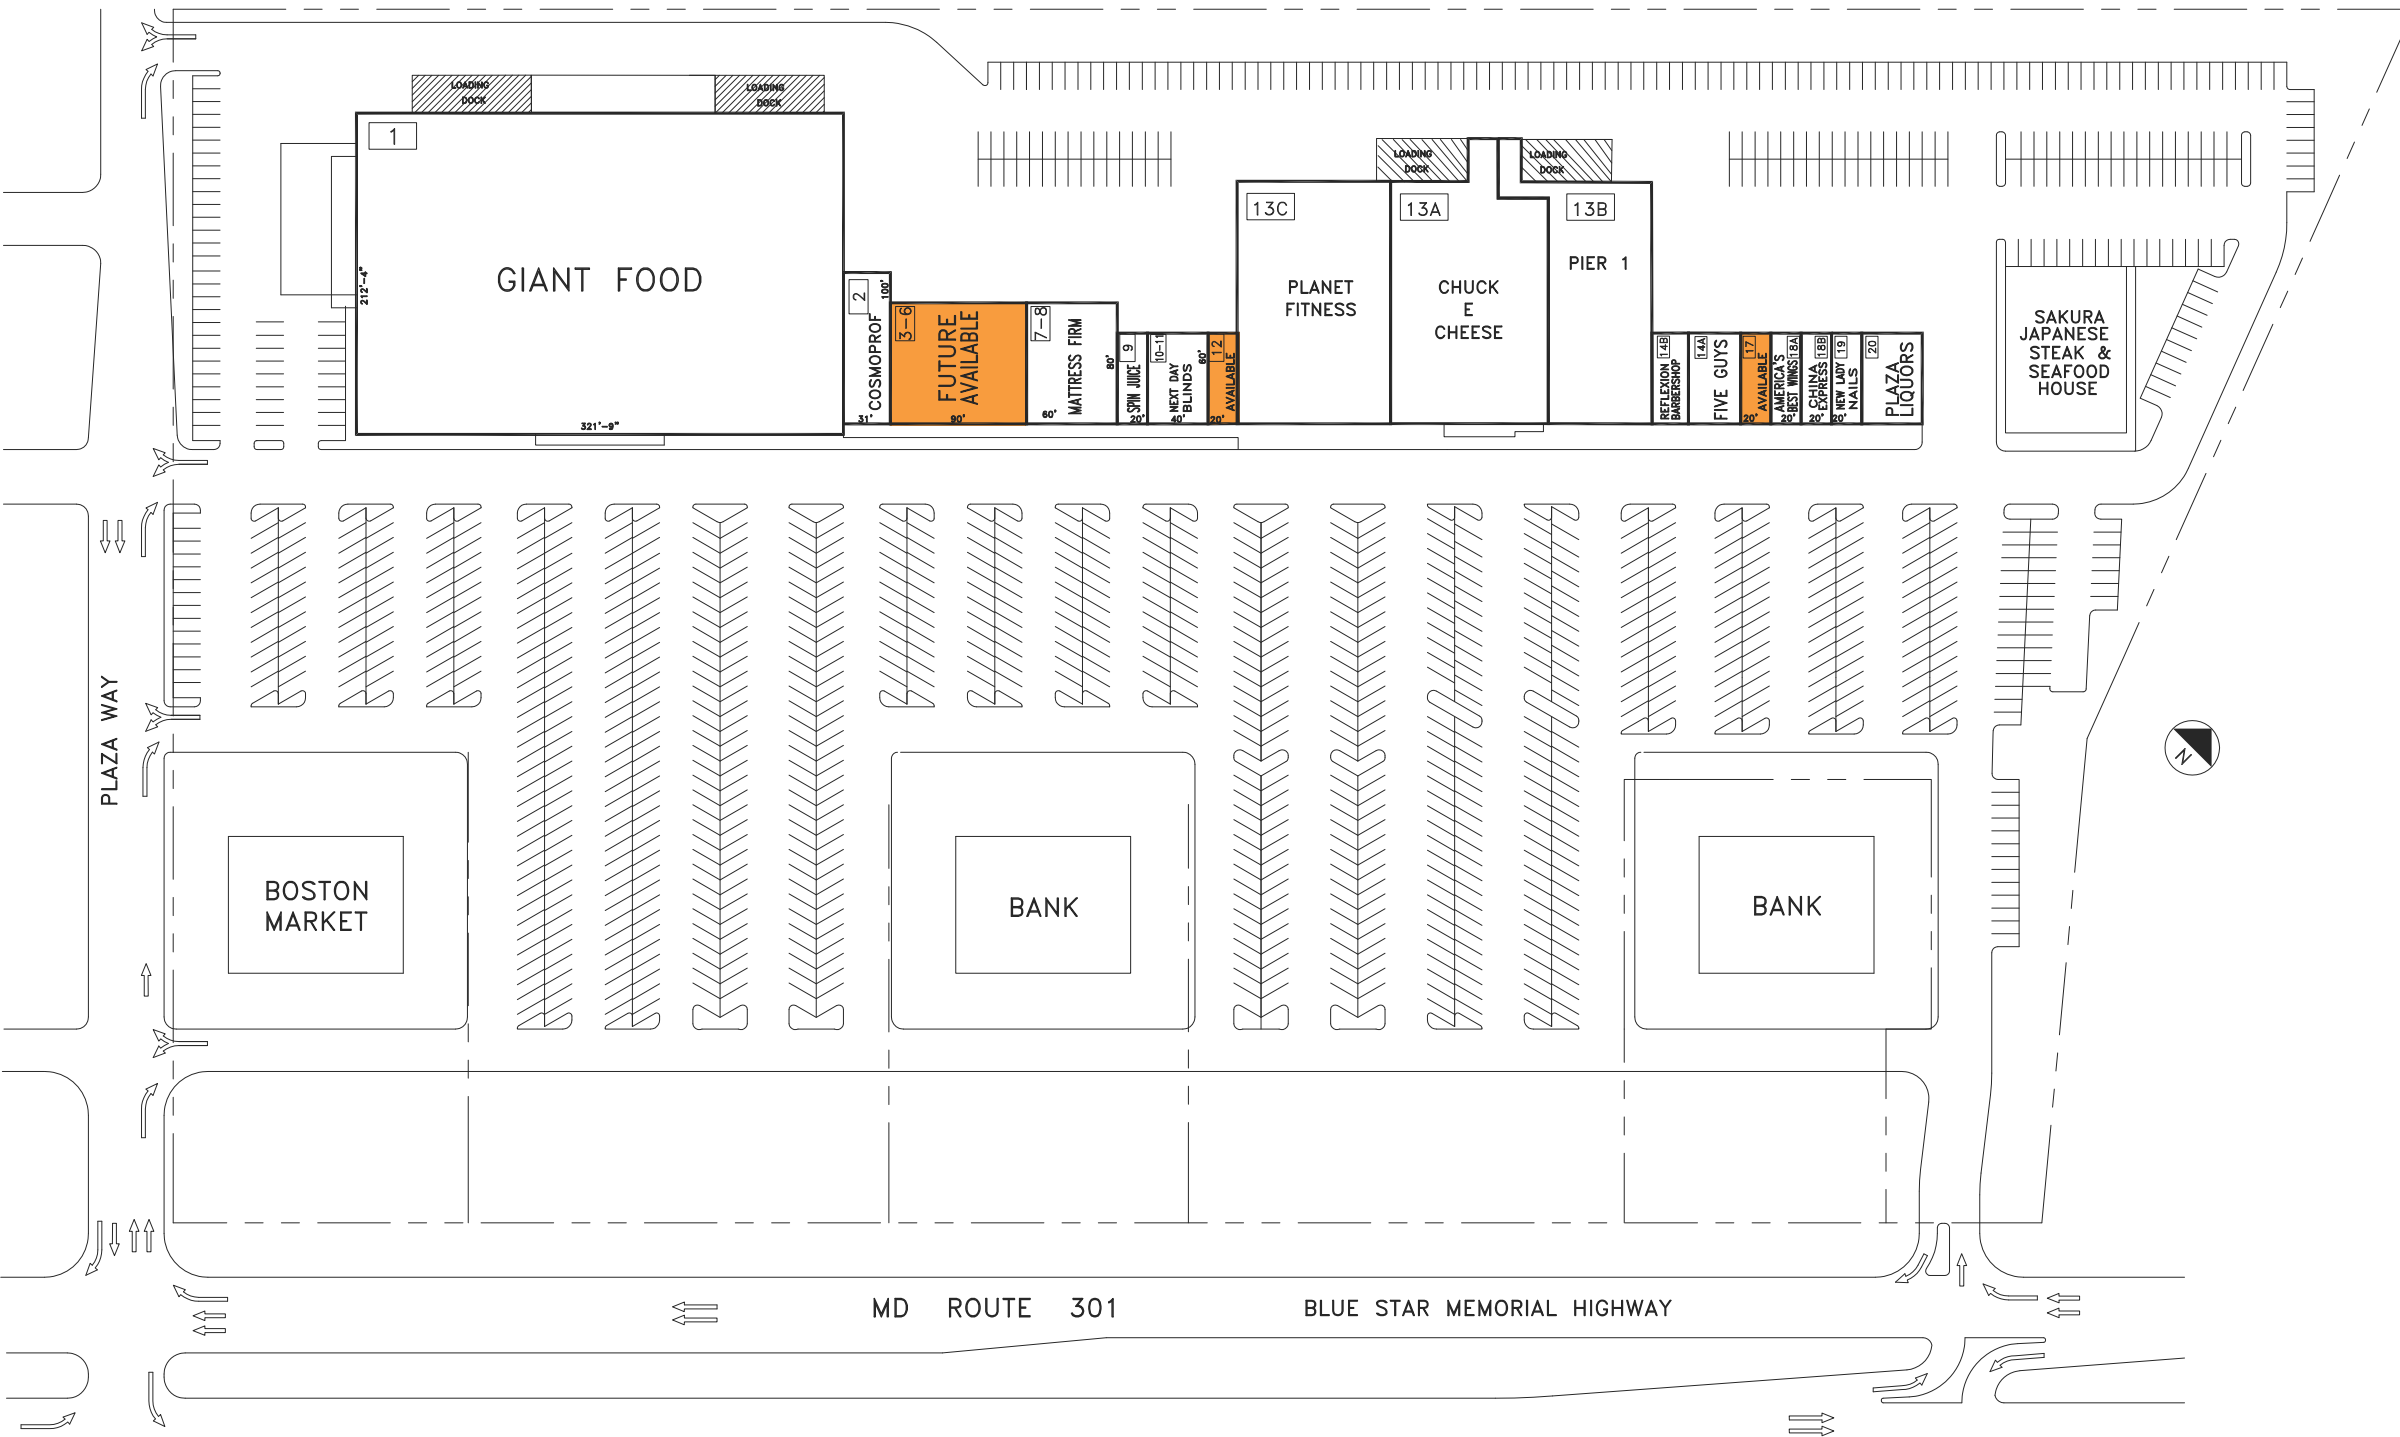 LOADING
DOCK
LOADING
DOCK
1
GIANT FOOD
212'-4"
321'-9"
2
100'
COSMOPROF
31'
3-6
FUTURE
AVAILABLE
90'
7-8
MATTRESS FIRM
60'
80'
9
SPIN JUICE
20'
10-11
NEXT DAY
BLINDS
40'
60'
12
AVAILABLE
20'
13C
PLANET
FITNESS
LOADING
DOCK
13A
CHUCK
E
CHEESE
LOADING
DOCK
13B
PIER 1
14B
REFLEXION
BARBERSHOP
14A
FIVE GUYS
17
AVAILABLE
20'
18A
AMERICA'S
BEST WINGS
20'
18B
CHINA
EXPRESS
20'
19
NEW LADY
NAILS
20'
20
PLAZA
LIQUORS
SAKURA
JAPANESE
STEAK &
SEAFOOD
HOUSE
PLAZA WAY
N
BOSTON
MARKET
BANK
BANK
MD ROUTE 301
BLUE STAR MEMORIAL HIGHWAY